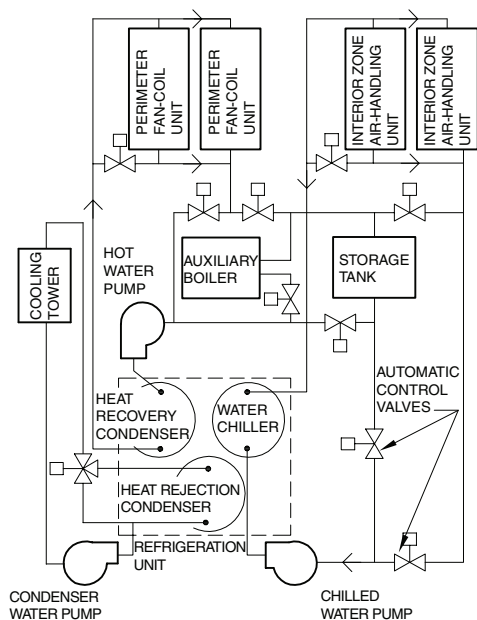 PERIMETER
FAN-COIL
UNIT
PERIMETER
FAN-COIL
UNIT
INTERIOR ZONE
AIR-HANDLING
UNIT
INTERIOR ZONE
AIR-HANDLING
UNIT
COOLING
TOWER
HOT
WATER
PUMP
AUXILIARY
BOILER
STORAGE
TANK
AUTOMATIC
CONTROL
VALVES
HEAT
RECOVERY
CONDENSER
WATER
CHILLER
HEAT REJECTION
CONDENSER
REFRIGERATION
UNIT
CONDENSER
WATER PUMP
CHILLED
WATER PUMP